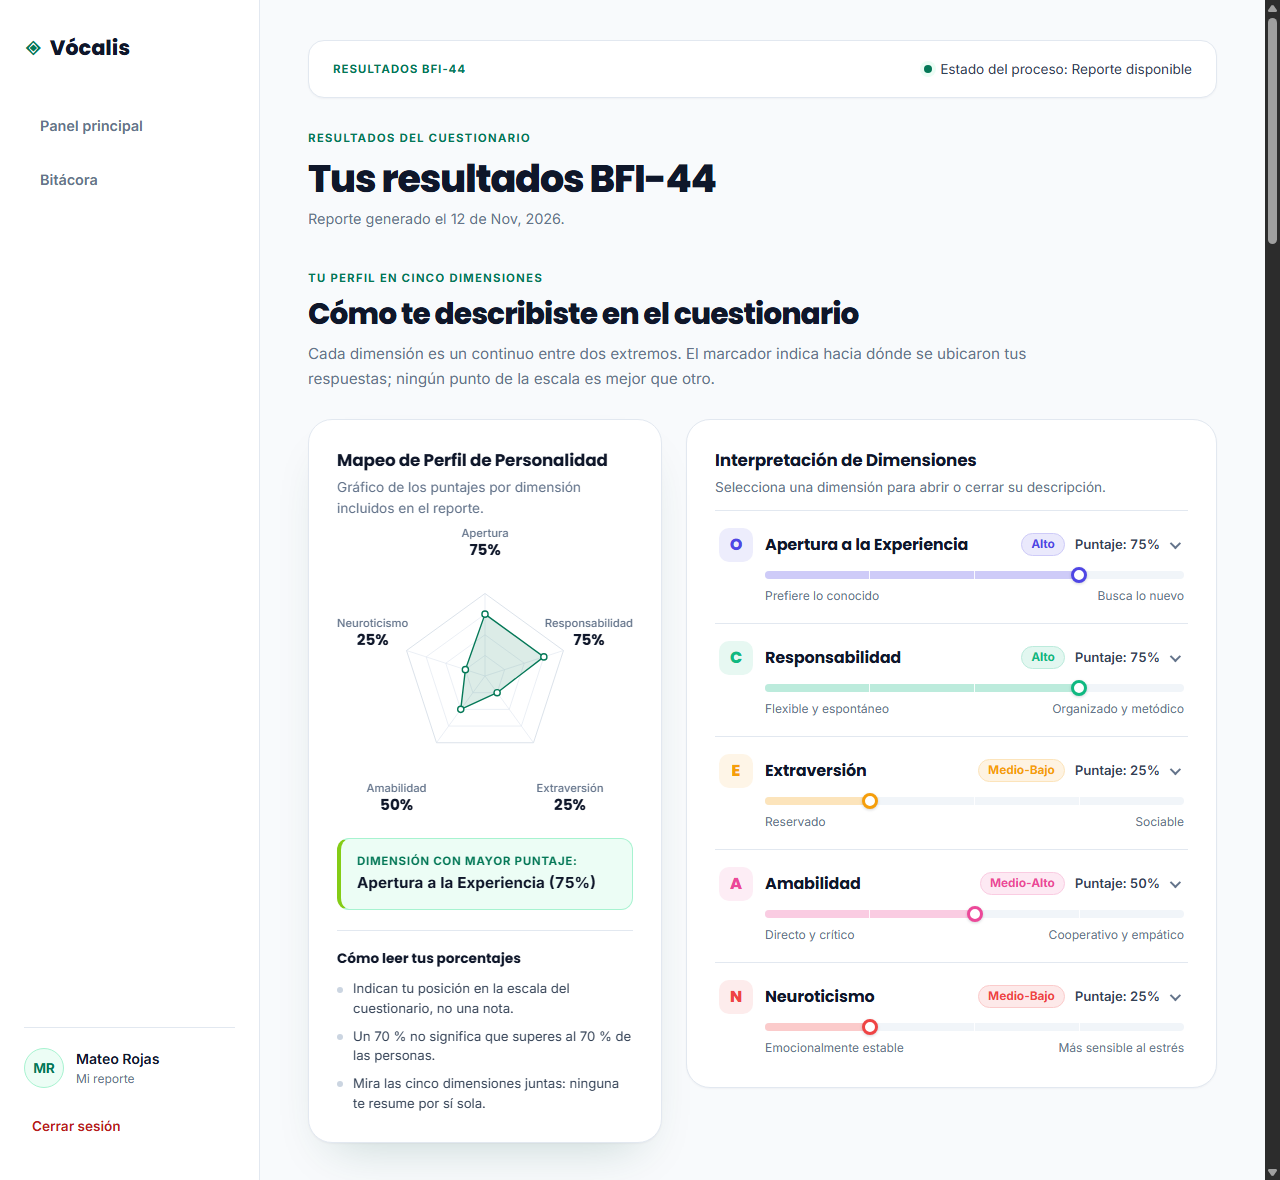 Vócalis
Panel principal
Bitácora
Mateo Rojas
MR
Mi reporte
Cerrar sesión
RESULTADOS BFI-44
Estado del proceso: Reporte disponible
RESULTADOS DEL CUESTIONARIO
Tus resultados BFI-44
Reporte generado el 12 de Nov, 2026.
TU PERFIL EN CINCO DIMENSIONES
Cómo te describiste en el cuestionario
Cada dimensión es un continuo entre dos extremos. El marcador indica hacia dónde se ubicaron tus
respuestas; ningún punto de la escala es mejor que otro.
Mapeo de Perfil de Personalidad
Gráfico de los puntajes por dimensión
incluidos en el reporte.
Apertura
75%
Neuroticismo
25%
Responsabilidad
75%
Amabilidad
50%
Extraversión
25%
DIMENSIÓN CON MAYOR PUNTAJE:
Apertura a la Experiencia (75%)
Cómo leer tus porcentajes
Indican tu posición en la escala del
cuestionario, no una nota.
Un 70 % no significa que superes al 70 % de
las personas.
Mira las cinco dimensiones juntas: ninguna
te resume por sí sola.
Interpretación de Dimensiones
Selecciona una dimensión para abrir o cerrar su descripción.
O Apertura a la Experiencia Alto Puntaje: 75%
Prefiere lo conocido Busca lo nuevo
C Responsabilidad Alto Puntaje: 75%
Flexible y espontáneo Organizado y metódico
E Extraversión Medio-Bajo Puntaje: 25%
Reservado Sociable
A Amabilidad Medio-Alto Puntaje: 50%
Directo y crítico Cooperativo y empático
N Neuroticismo Medio-Bajo Puntaje: 25%
Emocionalmente estable Más sensible al estrés